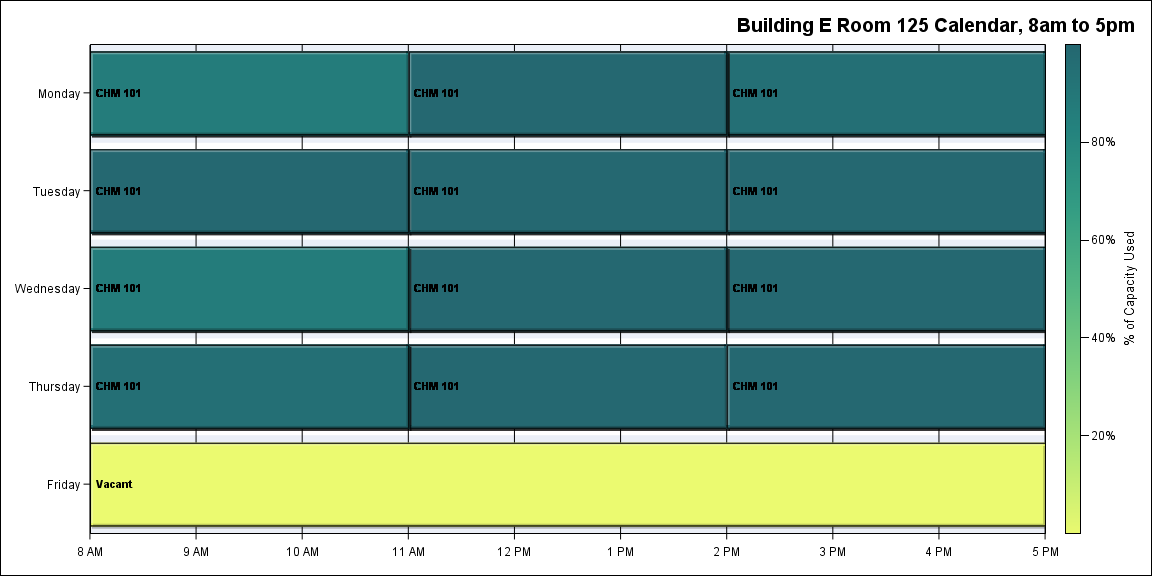 Building E Room 125 Calendar, 8am to 5pm
Monday
CHM 101
CHM 101
CHM 101
Tuesday
CHM 101
CHM 101
CHM 101
Wednesday
CHM 101
CHM 101
CHM 101
Thursday
CHM 101
CHM 101
CHM 101
Friday
Vacant
8 AM
9 AM
10 AM
11 AM
12 PM
1 PM
2 PM
3 PM
4 PM
5 PM
80%
60%
40%
20%
% of Capacity Used